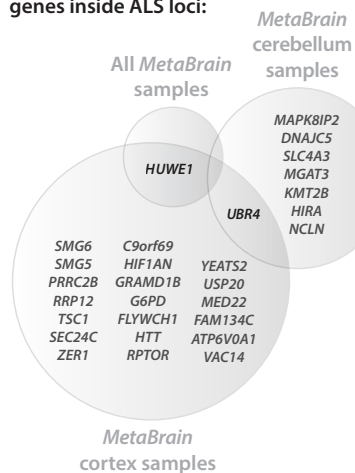 genes inside ALS loci:
MetaBrain
cerebellum
samples
All MetaBrain
samples
MAPK8IP2
DNAJC5
SLC4A3
MGAT3
KMT2B
HIRA
NCLN
HUWE1
UBR4
SMG6
SMG5
PRRC2B
RRP12
TSC1
SEC24C
ZER1
C9orf69
HIF1AN
GRAMD1B
G6PD
FLYWCH1
HTT
RPTOR
YEATS2
USP20
MED22
FAM134C
ATP6V0A1
VAC14
MetaBrain
cortex samples